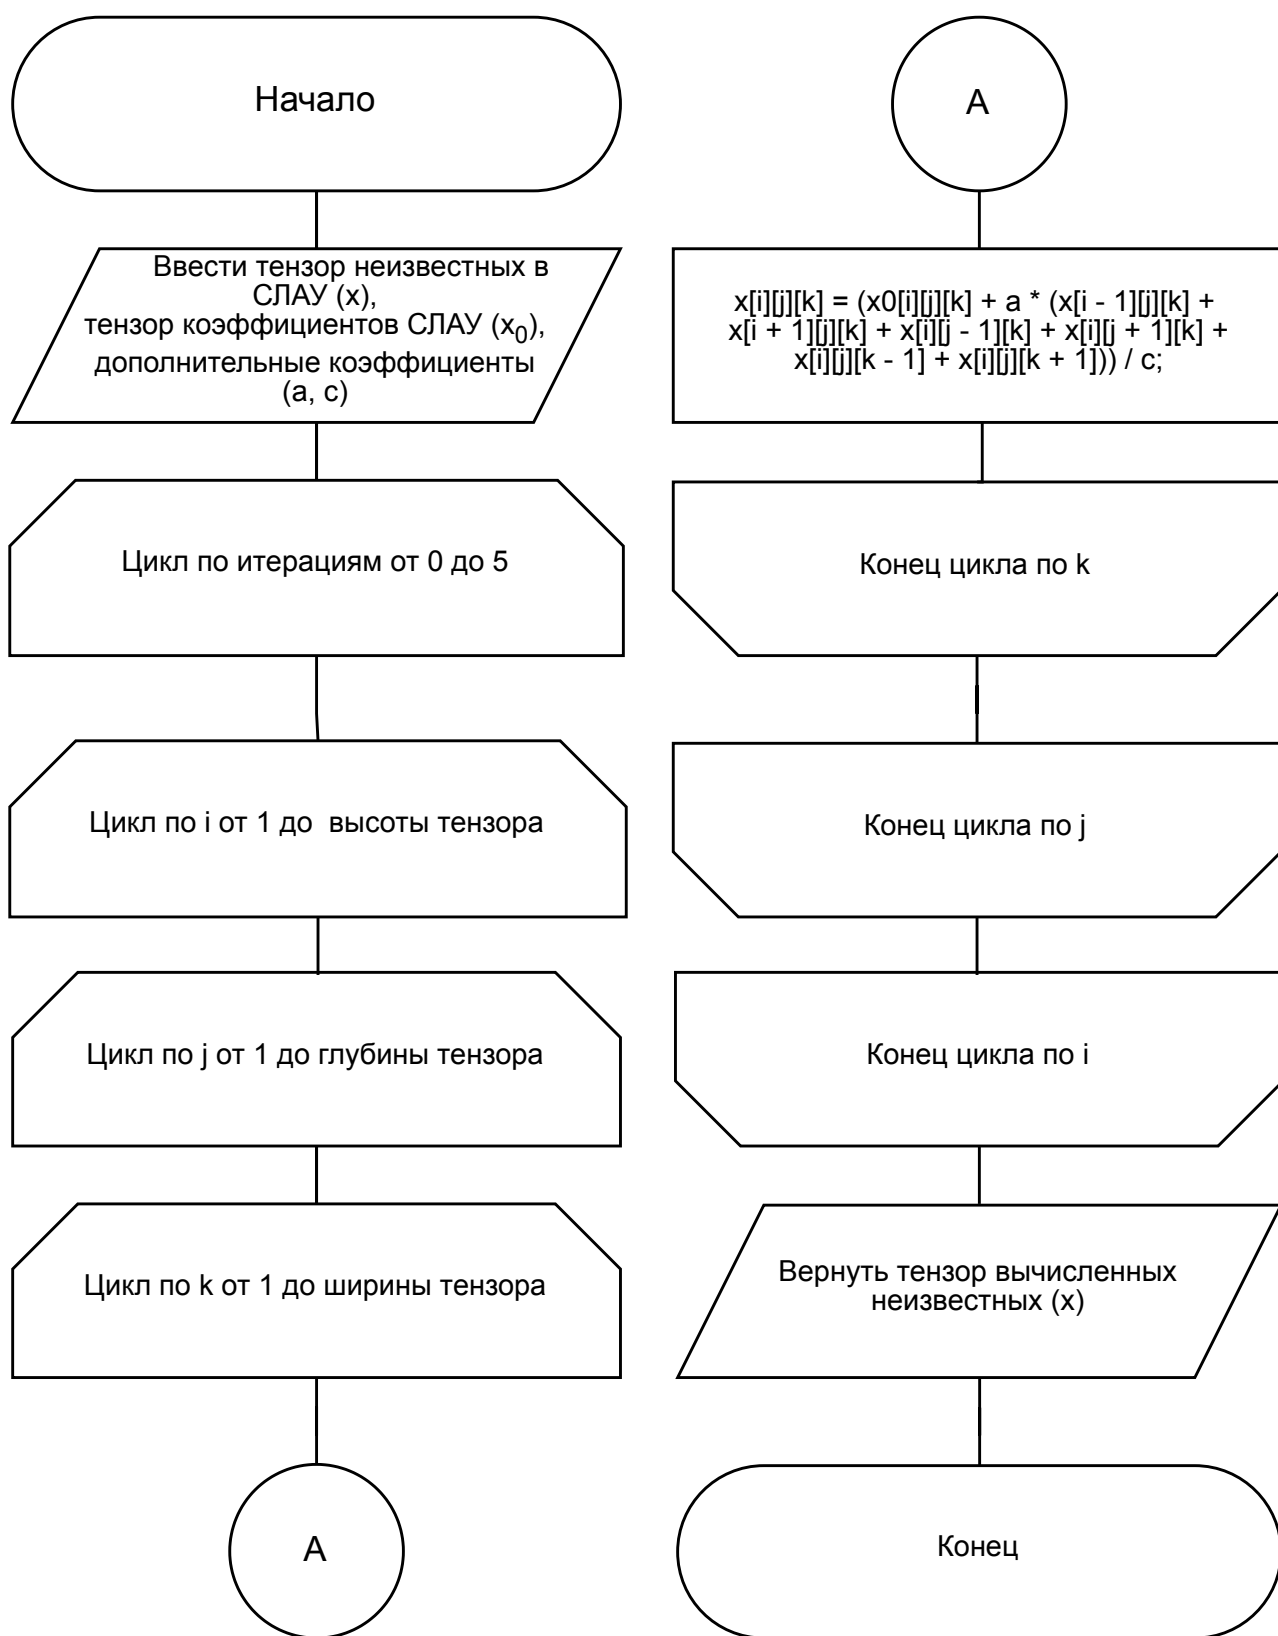 Начало
Ввести тензор неизвестных в
СЛАУ (x),
тензор коэффициентов СЛАУ (x₀),
дополнительные коэффициенты
(a, c)
Цикл по итерациям от 0 до 5
Цикл по i от 1 до  высоты тензора
Цикл по j от 1 до глубины тензора
Цикл по k от 1 до ширины тензора
A
A
x[i][j][k] = (x0[i][j][k] + a * (x[i - 1][j][k] +
x[i + 1][j][k] + x[i][j - 1][k] + x[i][j + 1][k] +
x[i][j][k - 1] + x[i][j][k + 1])) / c;
Конец цикла по k
Конец цикла по j
Конец цикла по i
Вернуть тензор вычисленных
неизвестных (x)
Конец